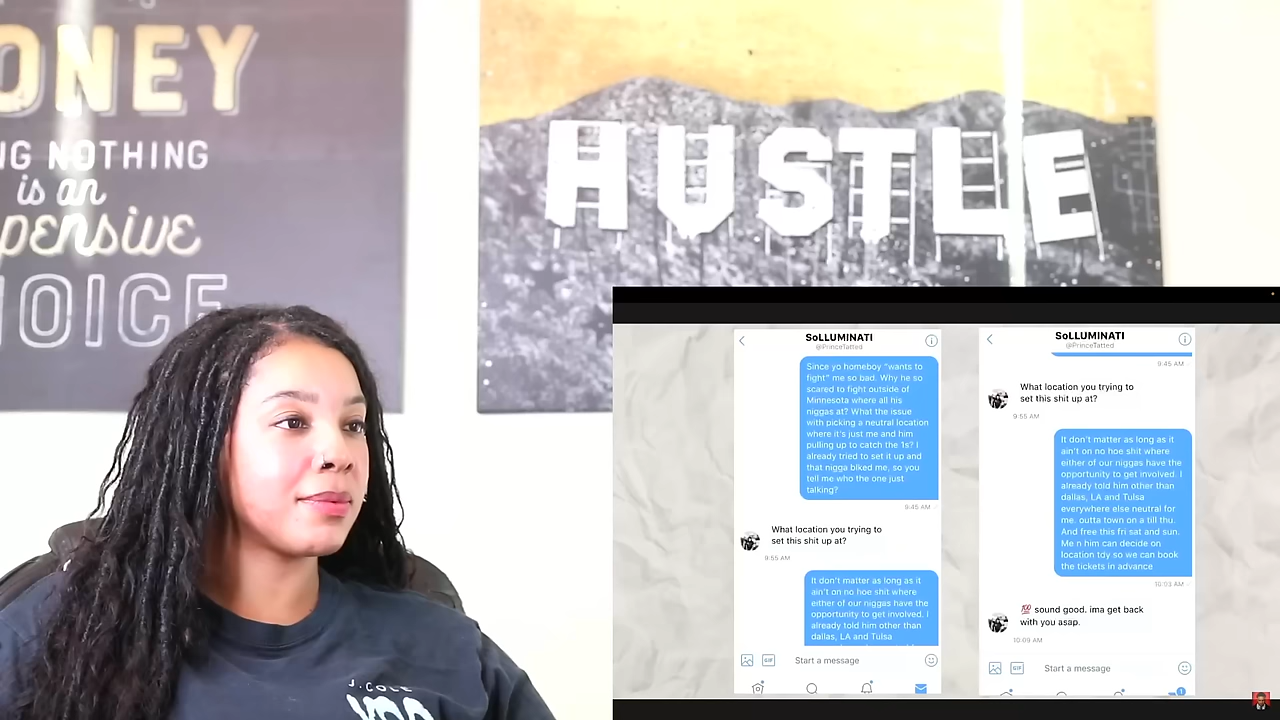 ONEY
NG NOTHING
is an
pensive
HOICE
HUSTLE
J. COLE
SoLLUMINATI
@PrinceTatted
Since yo homeboy "wants to
fight" me so bad. Why he so
scared to fight outside of
Minnesota where all his
niggas at? What the issue
with picking a neutral location
where it's just me and him
pulling up to catch the 1s? I
already tried to set it up and
that nigga blked me, so you
tell me who the one just
talking?
9:45 AM
What location you trying to
set this shit up at?
9:55 AM
It don't matter as long as it
ain't on no hoe shit where
either of our niggas have the
opportunity to get involved. I
already told him other than
dallas, LA and Tulsa
GIF
Start a message
SoLLUMINATI
@PrinceTatted
9:45 AM
What location you trying to
set this shit up at?
9:55 AM
It don't matter as long as it
ain't on no hoe shit where
either of our niggas have the
opportunity to get involved. I
already told him other than
dallas, LA and Tulsa
everywhere else neutral for
me. outta town on a till thu.
And free this fri sat and sun.
Me n him can decide on
location tdy so we can book
the tickets in advance
10:03 AM
💯 sound good. ima get back
with you asap.
10:09 AM
GIF
Start a message
1